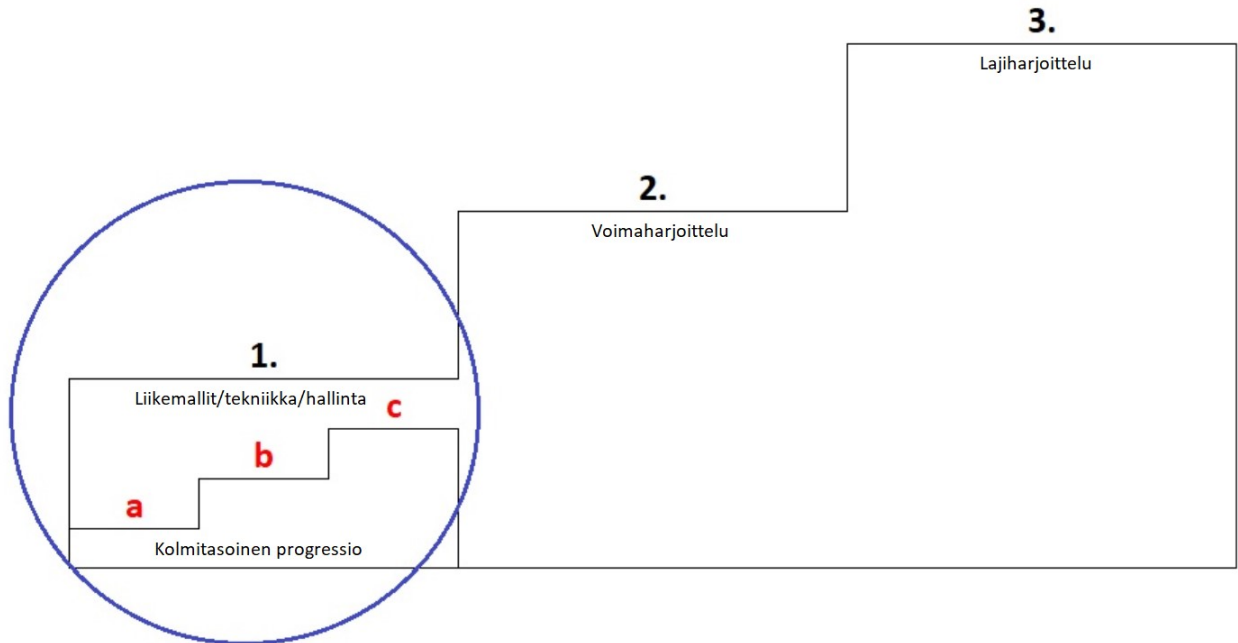 3.
Lajiharjoittelu
2.
Voimaharjoittelu
1.
Liikemallit/tekniikka/hallinta
c
b
a
Kolmitasoinen progressio